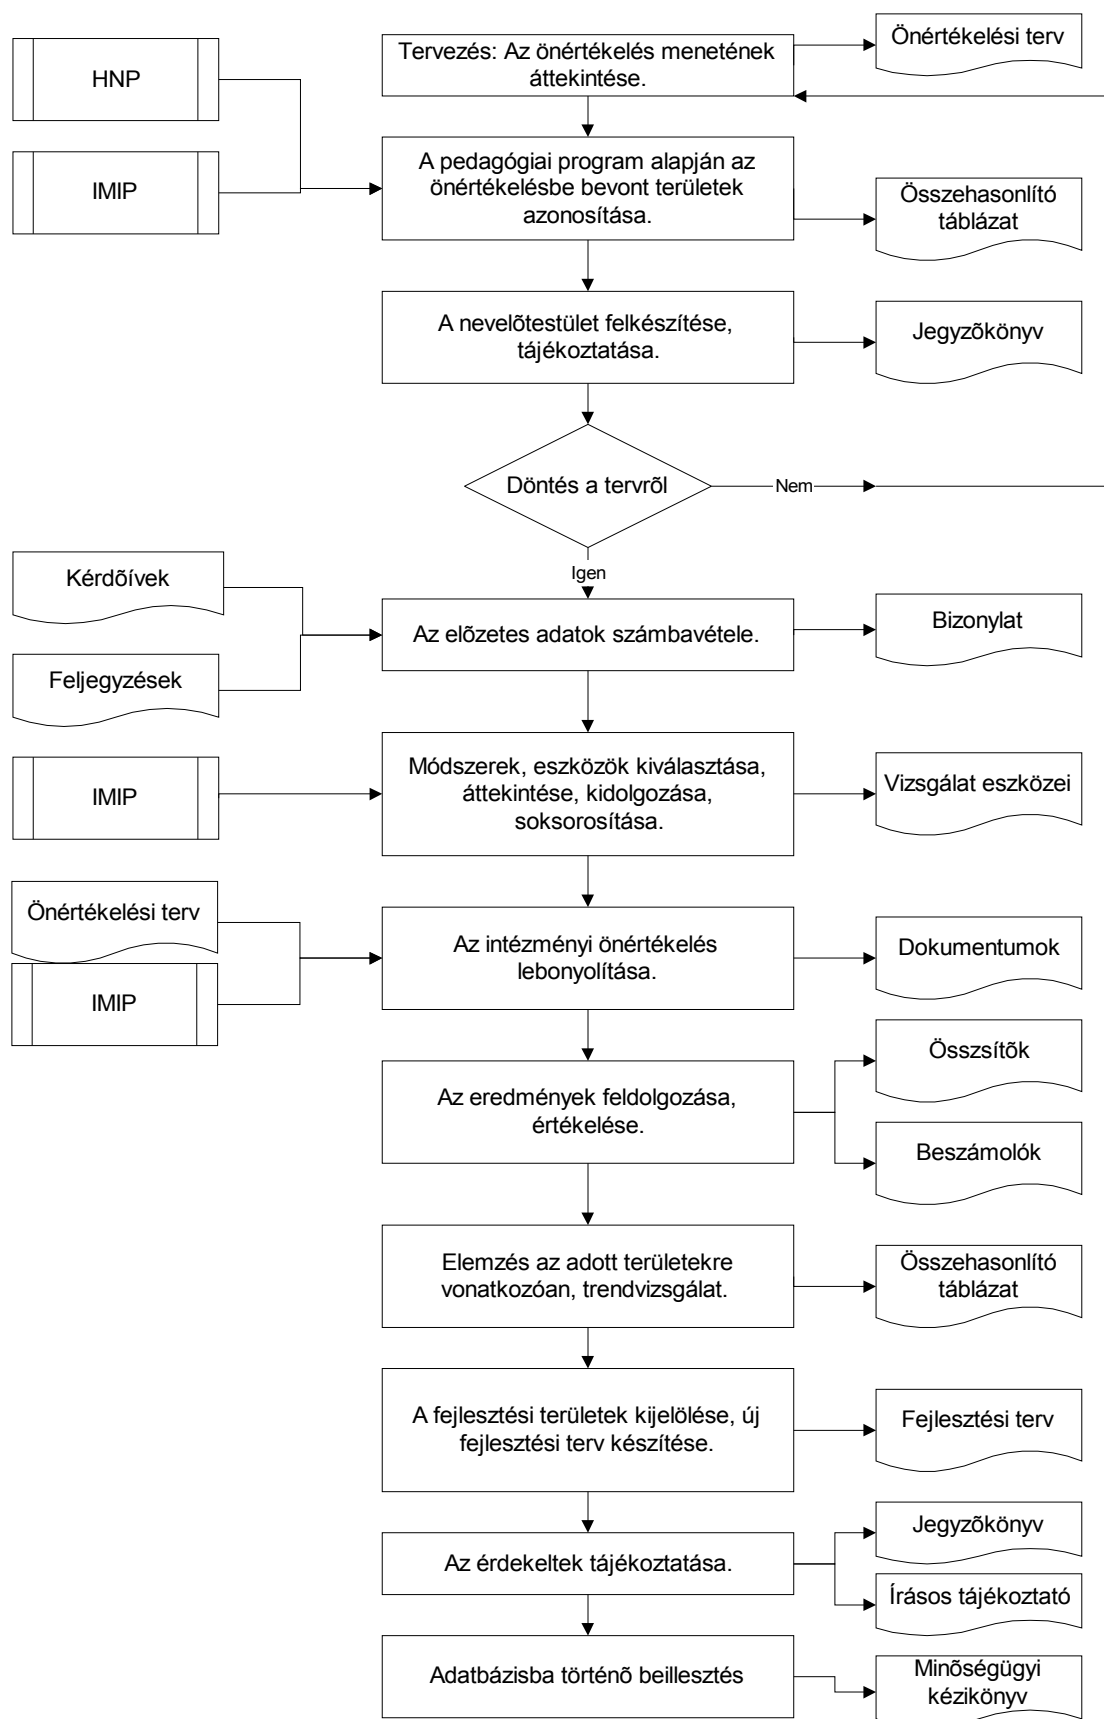 Tervezés: Az önértékelés menetének
áttekintése.
Önértékelési terv
HNP
IMIP
A pedagógiai program alapján az
önértékelésbe bevont területek
azonosítása.
Összehasonlító
táblázat
A nevelõtestület felkészítése,
tájékoztatása.
Jegyzõkönyv
Döntés a tervrõl
Nem
Igen
Kérdõívek
Feljegyzések
Az elõzetes adatok számbavétele.
Bizonylat
IMIP
Módszerek, eszközök kiválasztása,
áttekintése, kidolgozása,
soksorosítása.
Vizsgálat eszközei
Önértékelési terv
IMIP
Az intézményi önértékelés
lebonyolítása.
Dokumentumok
Az eredmények feldolgozása,
értékelése.
Összsítõk
Beszámolók
Elemzés az adott területekre
vonatkozóan, trendvizsgálat.
Összehasonlító
táblázat
A fejlesztési területek kijelölése, új
fejlesztési terv készítése.
Fejlesztési terv
Az érdekeltek tájékoztatása.
Jegyzõkönyv
Írásos tájékoztató
Adatbázisba történõ beillesztés
Minõségügyi
kézikönyv